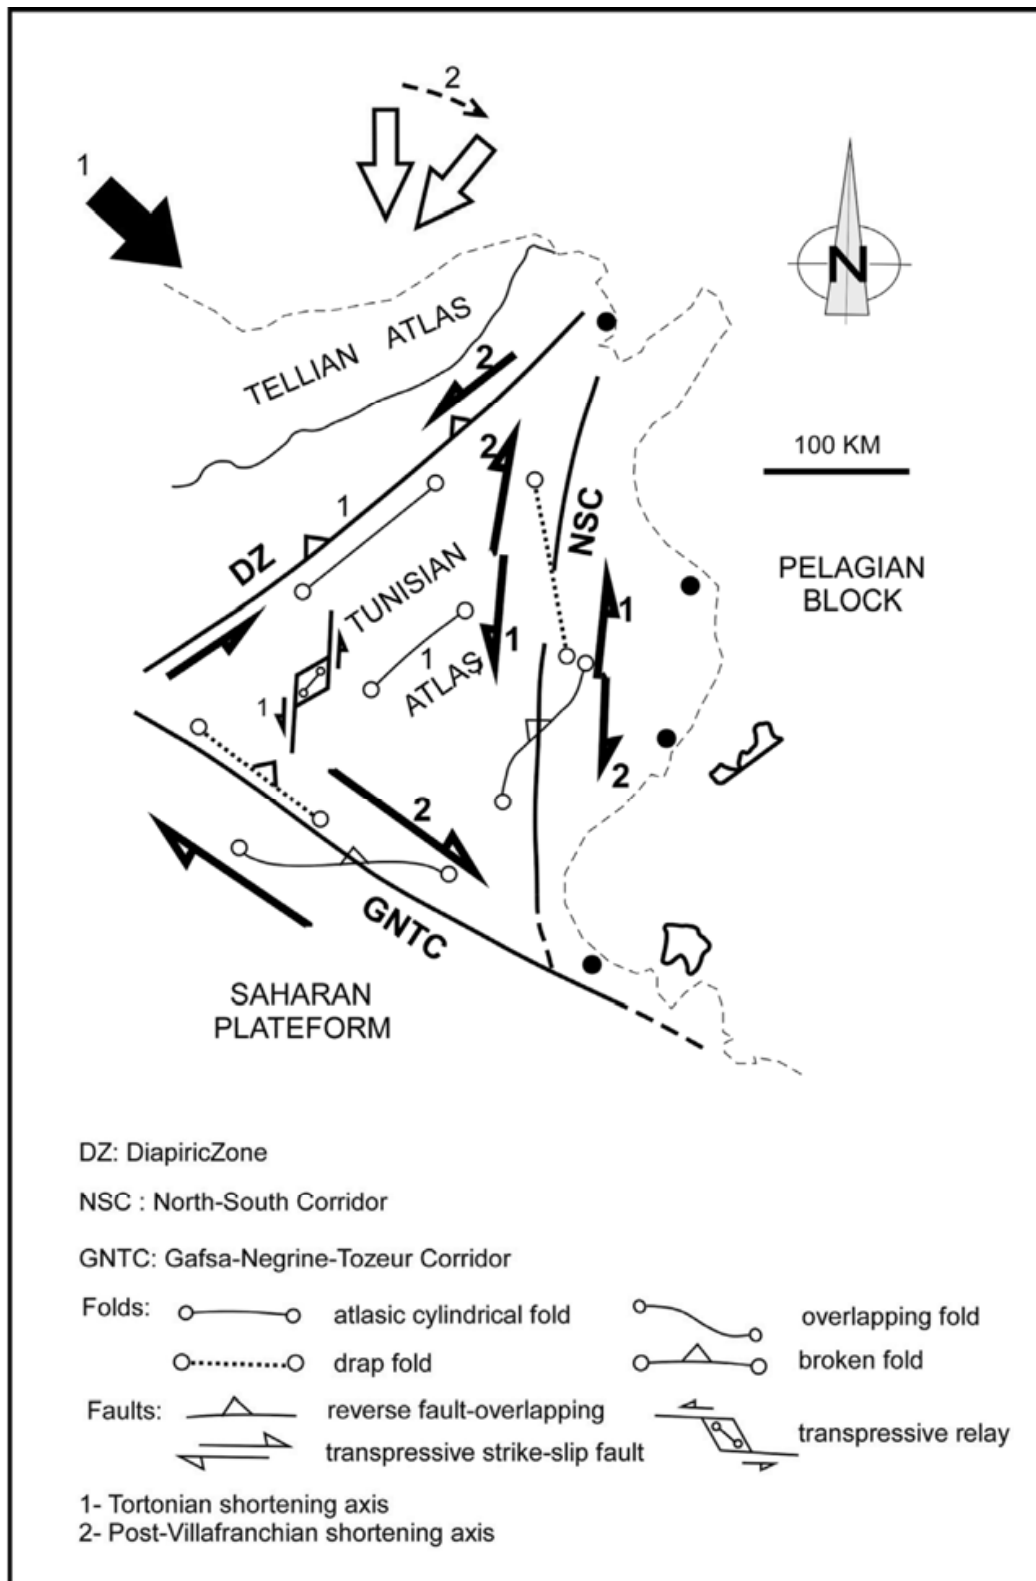 2
1
N
TELLIAN ATLAS
2
100 KM
2
1
NSC
DZ
PELAGIAN
BLOCK
TUNISIAN
1
1
1
ATLAS
1
2
2
GNTC
SAHARAN
PLATEFORM
DZ: DiapiricZone
NSC : North-South Corridor
GNTC: Gafsa-Negrine-Tozeur Corridor
Folds:
atlasic cylindrical fold
overlapping fold
drap fold
broken fold
Faults:
reverse fault-overlapping
transpressive strike-slip fault
transpressive relay
1- Tortonian shortening axis
2- Post-Villafranchian shortening axis